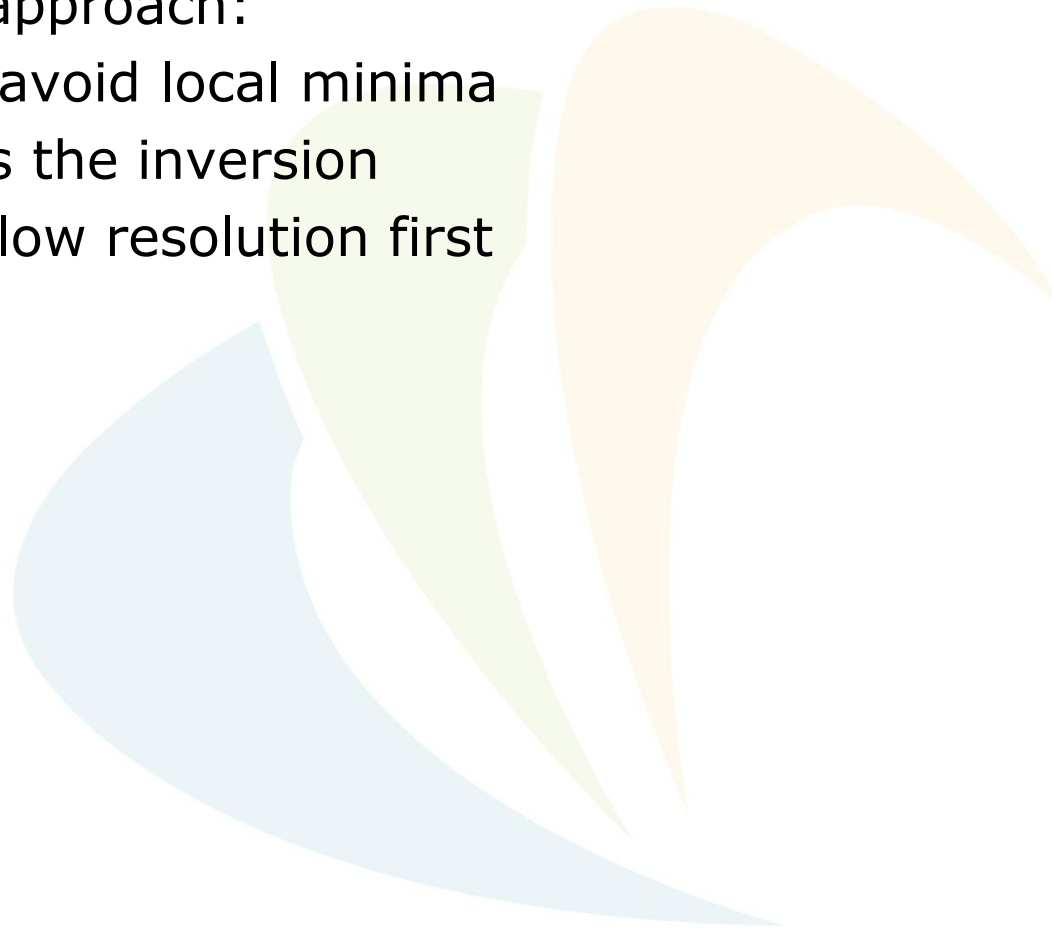 approach:
avoid local minima
s the inversion
low resolution first